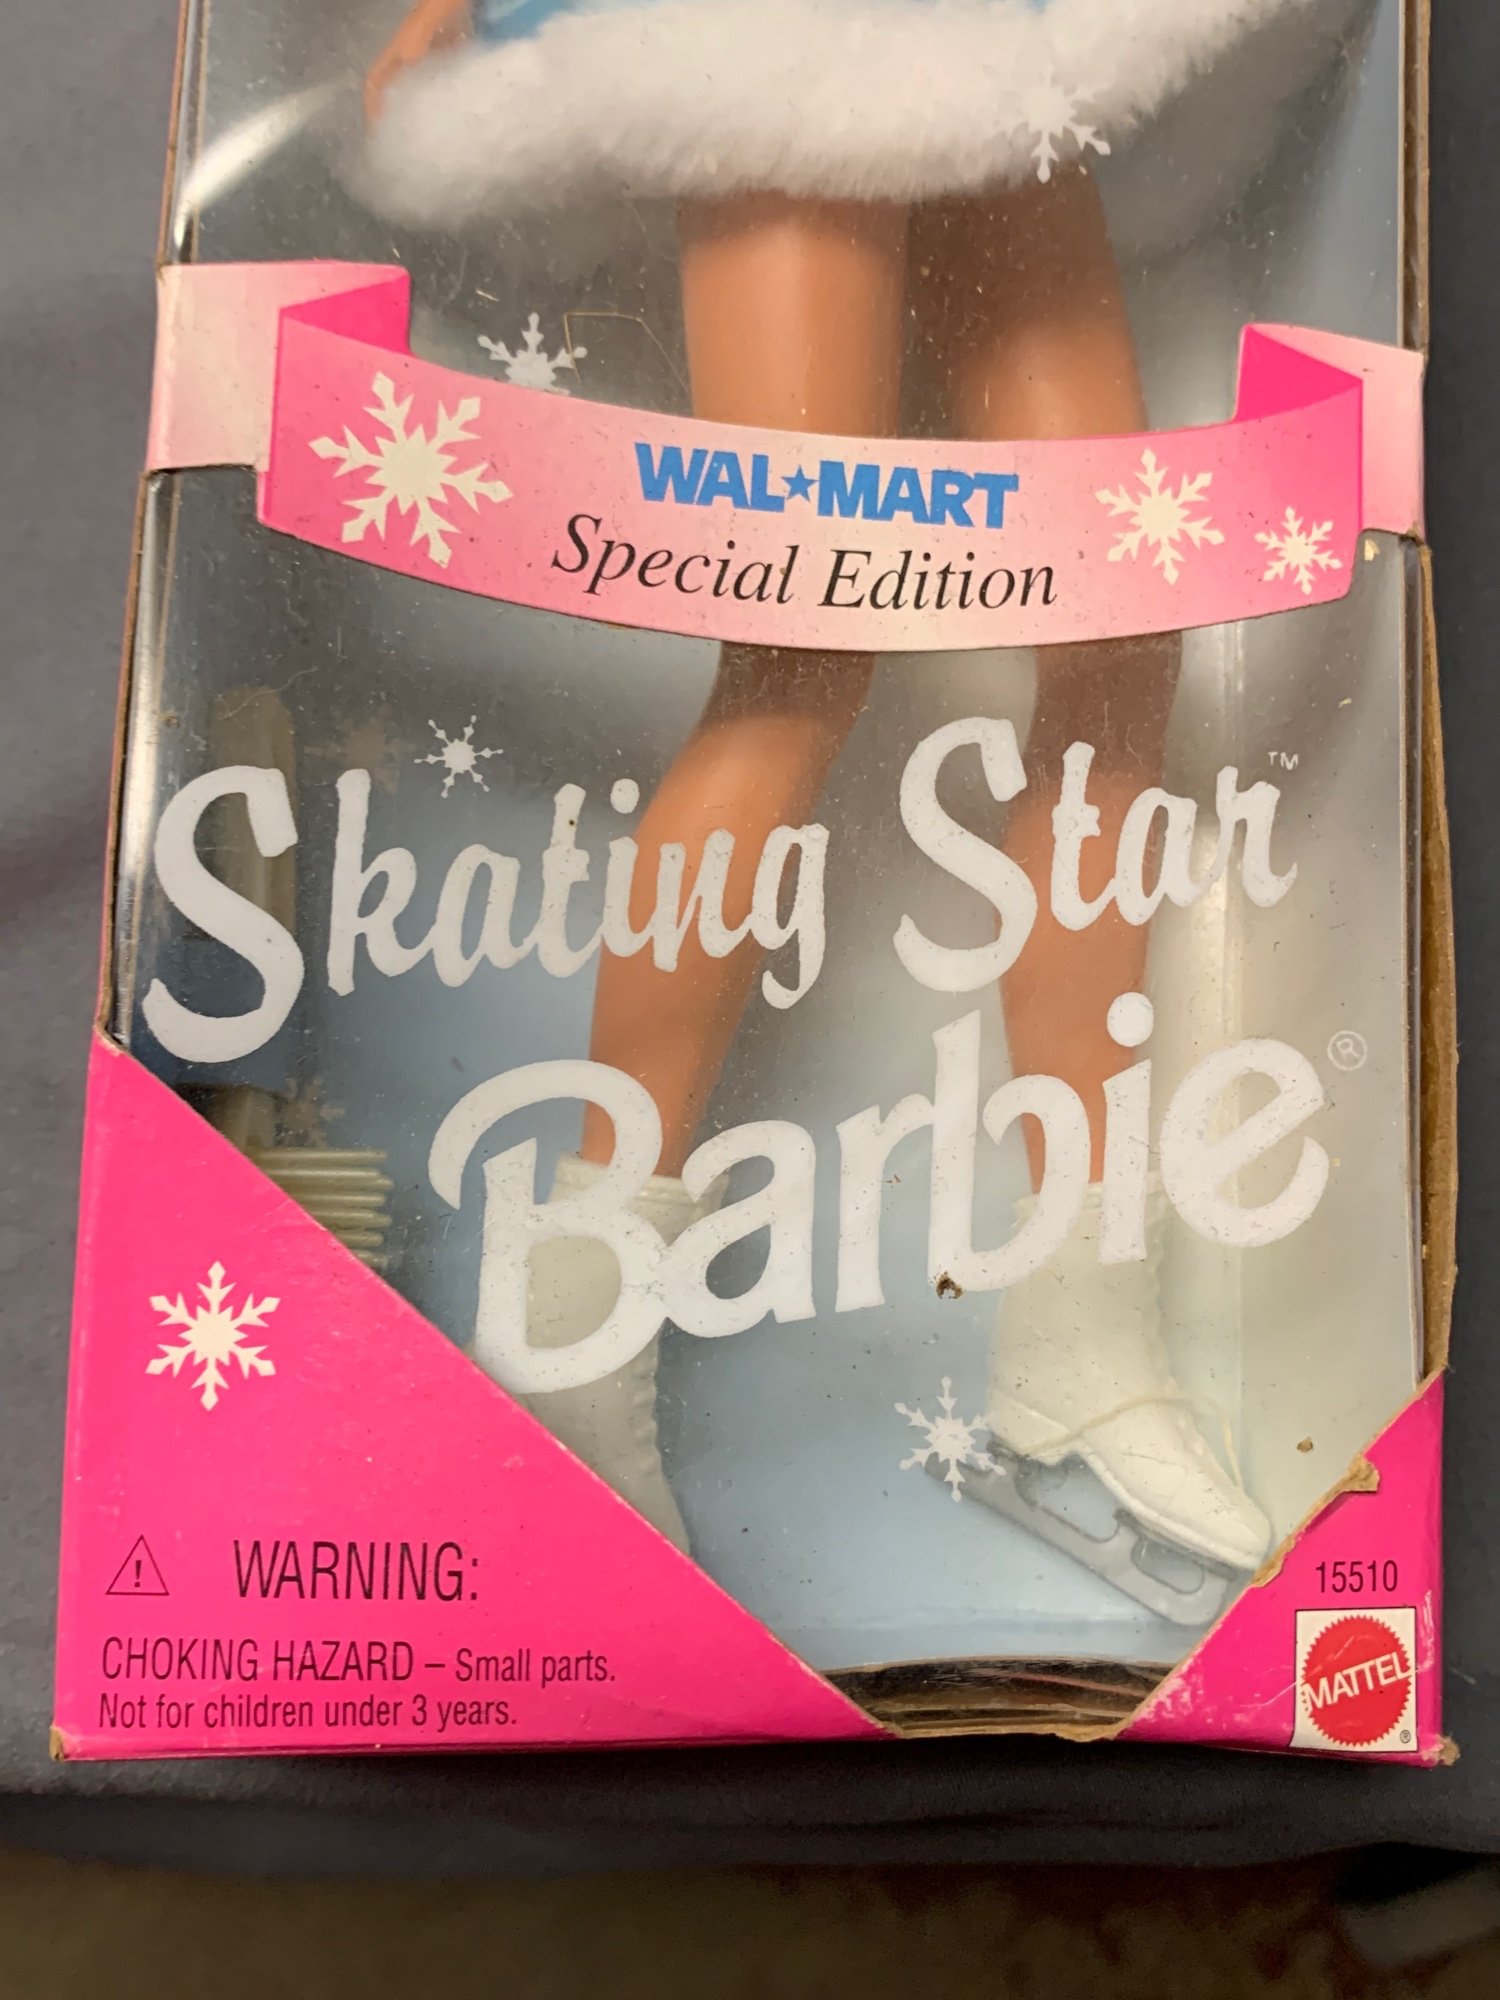 WAL★MART
Special Edition
Skating Star™
Barbie®
⚠ WARNING:
CHOKING HAZARD – Small parts.
Not for children under 3 years.
15510
MATTEL®